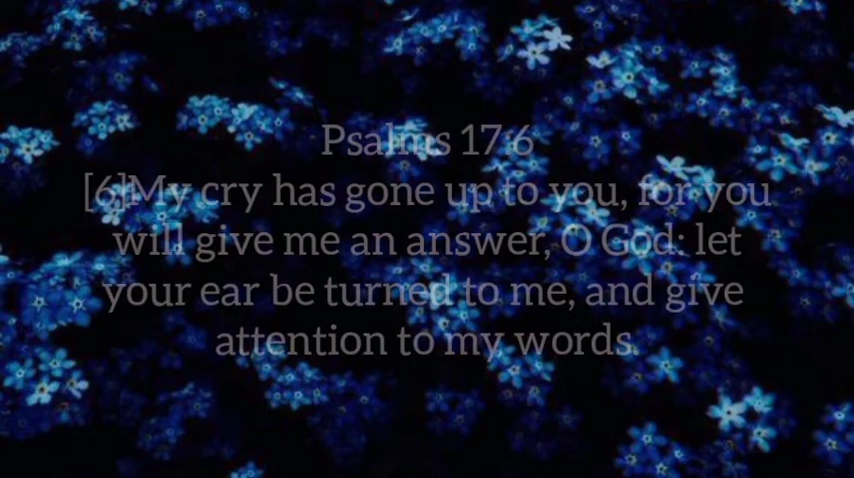 Psalms 17:6
[6]My cry has gone up to you, for you
will give me an answer, O God: let
your ear be turned to me, and give
attention to my words.